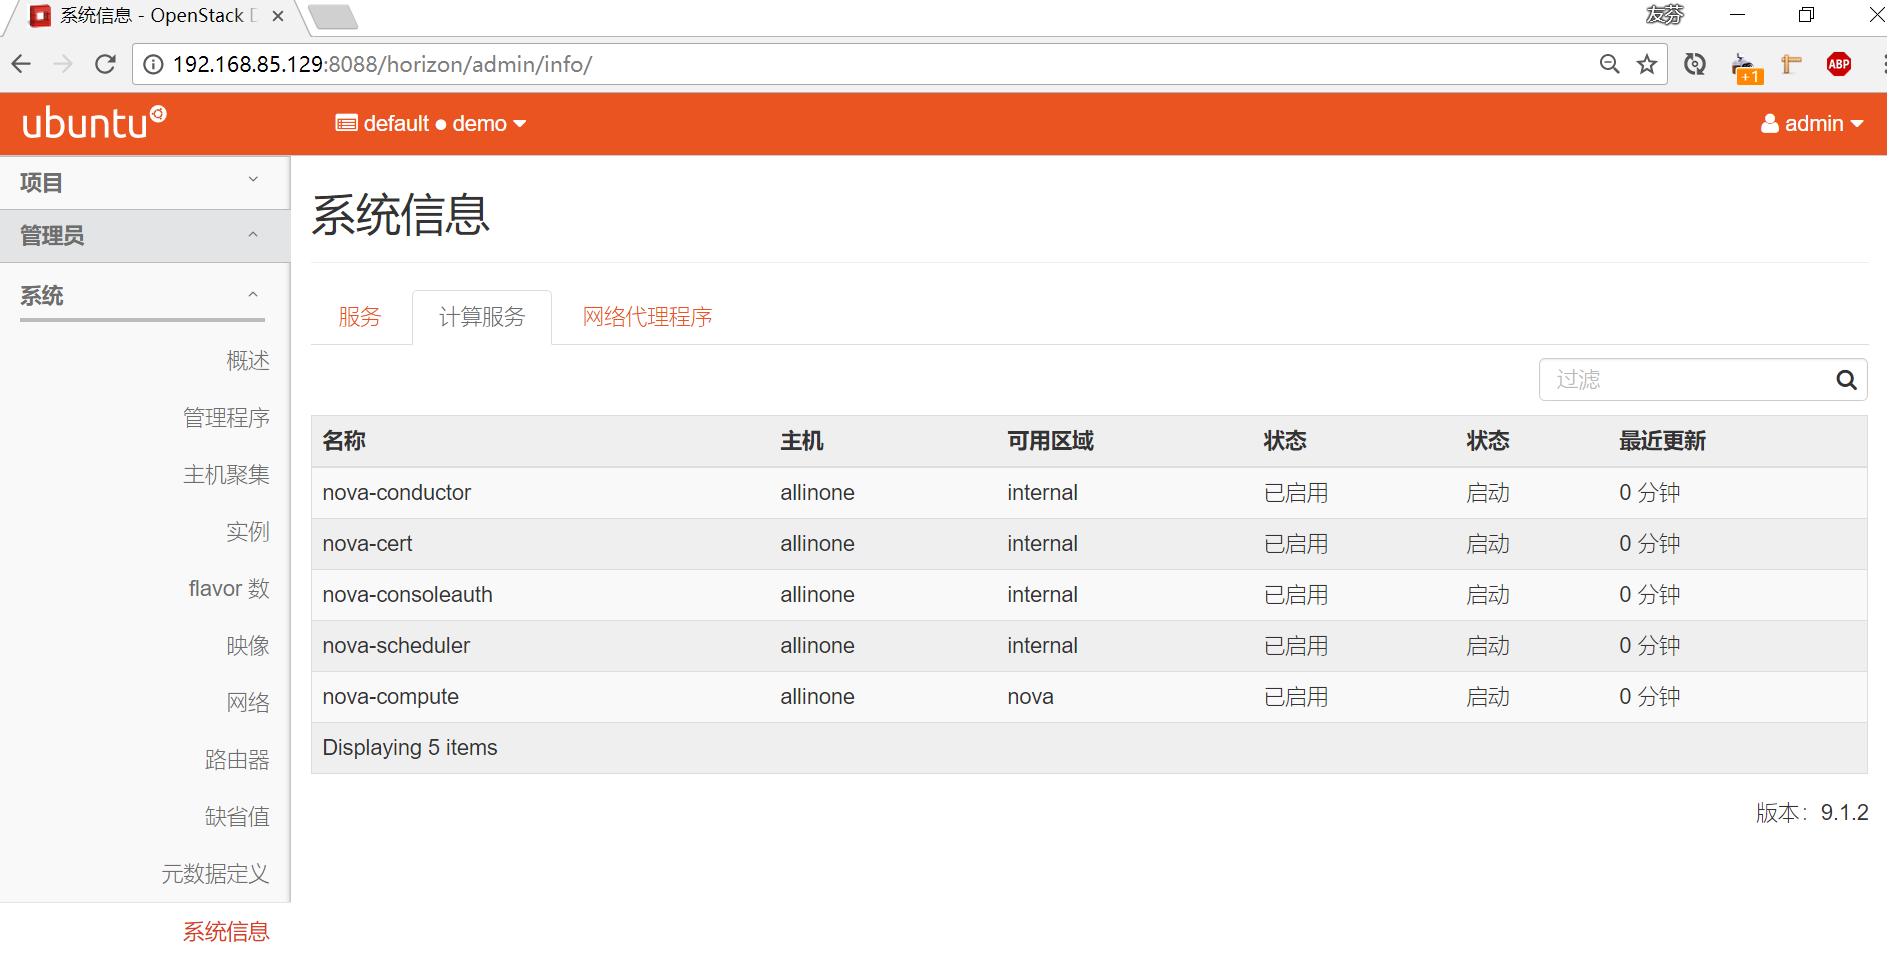 系统信息 - OpenStack D
友芬
192.168.85.129:8088/horizon/admin/info/
+1
ABP
ubuntu
default ● demo
admin
项目
管理员
系统
概述
管理程序
主机聚集
实例
flavor 数
映像
网络
路由器
缺省值
元数据定义
系统信息
系统信息
服务 计算服务 网络代理程序
过滤
名称 主机 可用区域 状态 状态 最近更新
nova-conductor allinone internal 已启用 启动 0 分钟
nova-cert allinone internal 已启用 启动 0 分钟
nova-consoleauth allinone internal 已启用 启动 0 分钟
nova-scheduler allinone internal 已启用 启动 0 分钟
nova-compute allinone nova 已启用 启动 0 分钟
Displaying 5 items
版本：9.1.2